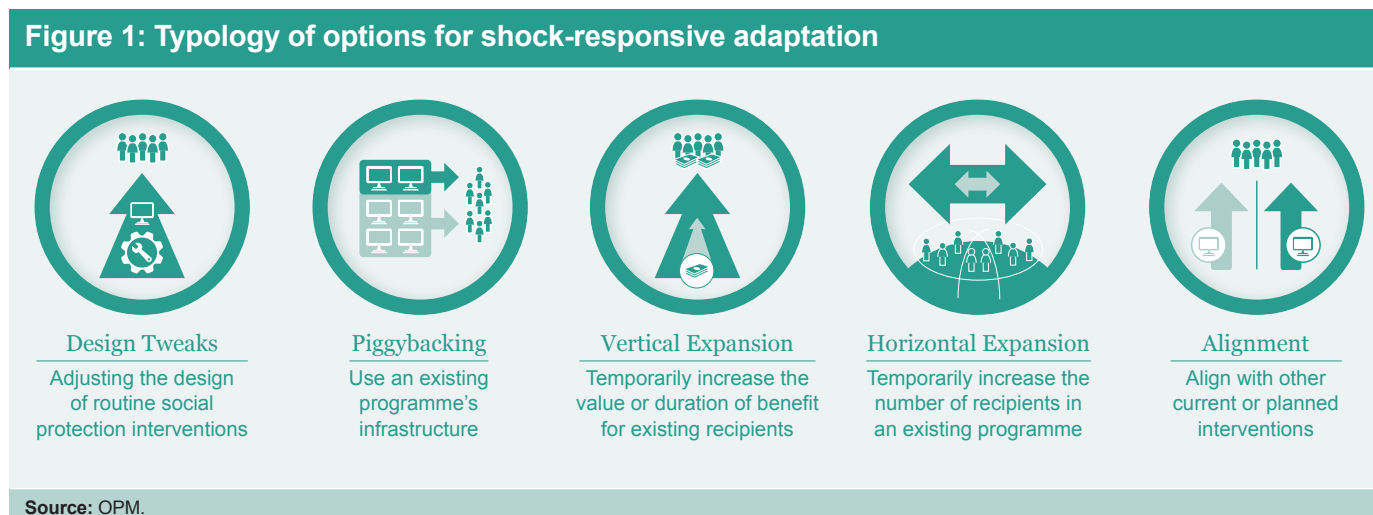 Figure 1: Typology of options for shock-responsive adaptation
Design Tweaks
Adjusting the design
of routine social
protection interventions
Piggybacking
Use an existing
programme's
infrastructure
Vertical Expansion
Temporarily increase the
value or duration of benefit
for existing recipients
Horizontal Expansion
Temporarily increase the
number of recipients in
an existing programme
Alignment
Align with other
current or planned
interventions
Source: OPM.